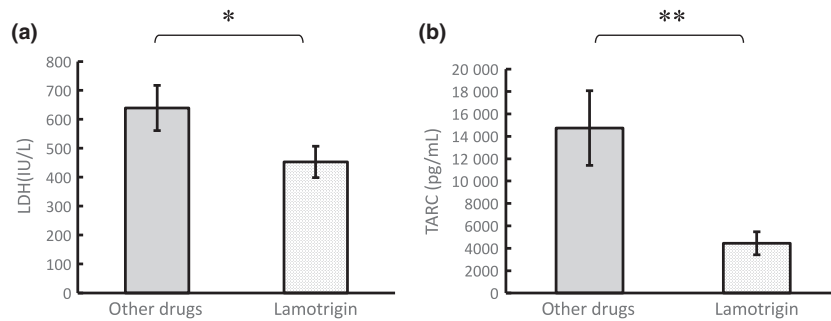 (a)
*
LDH(IU/L)
800
700
600
500
400
300
200
100
0
Other drugs
Lamotrigin
(b)
**
TARC (pg/mL)
20 000
18 000
16 000
14 000
12 000
10 000
8000
6000
4000
2000
0
Other drugs
Lamotrigin